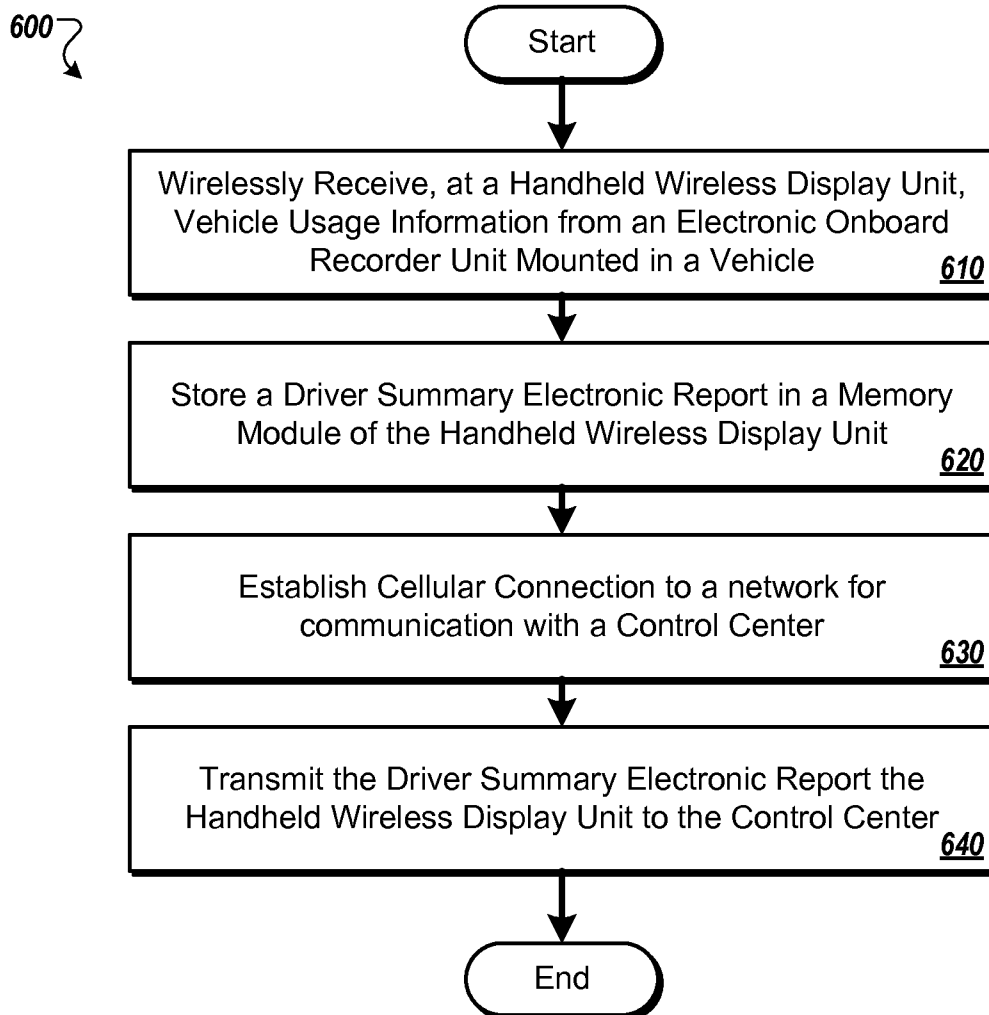 600
Start
Wirelessly Receive, at a Handheld Wireless Display Unit,
Vehicle Usage Information from an Electronic Onboard
Recorder Unit Mounted in a Vehicle
610
Store a Driver Summary Electronic Report in a Memory
Module of the Handheld Wireless Display Unit
620
Establish Cellular Connection to a network for
communication with a Control Center
630
Transmit the Driver Summary Electronic Report the
Handheld Wireless Display Unit to the Control Center
640
End